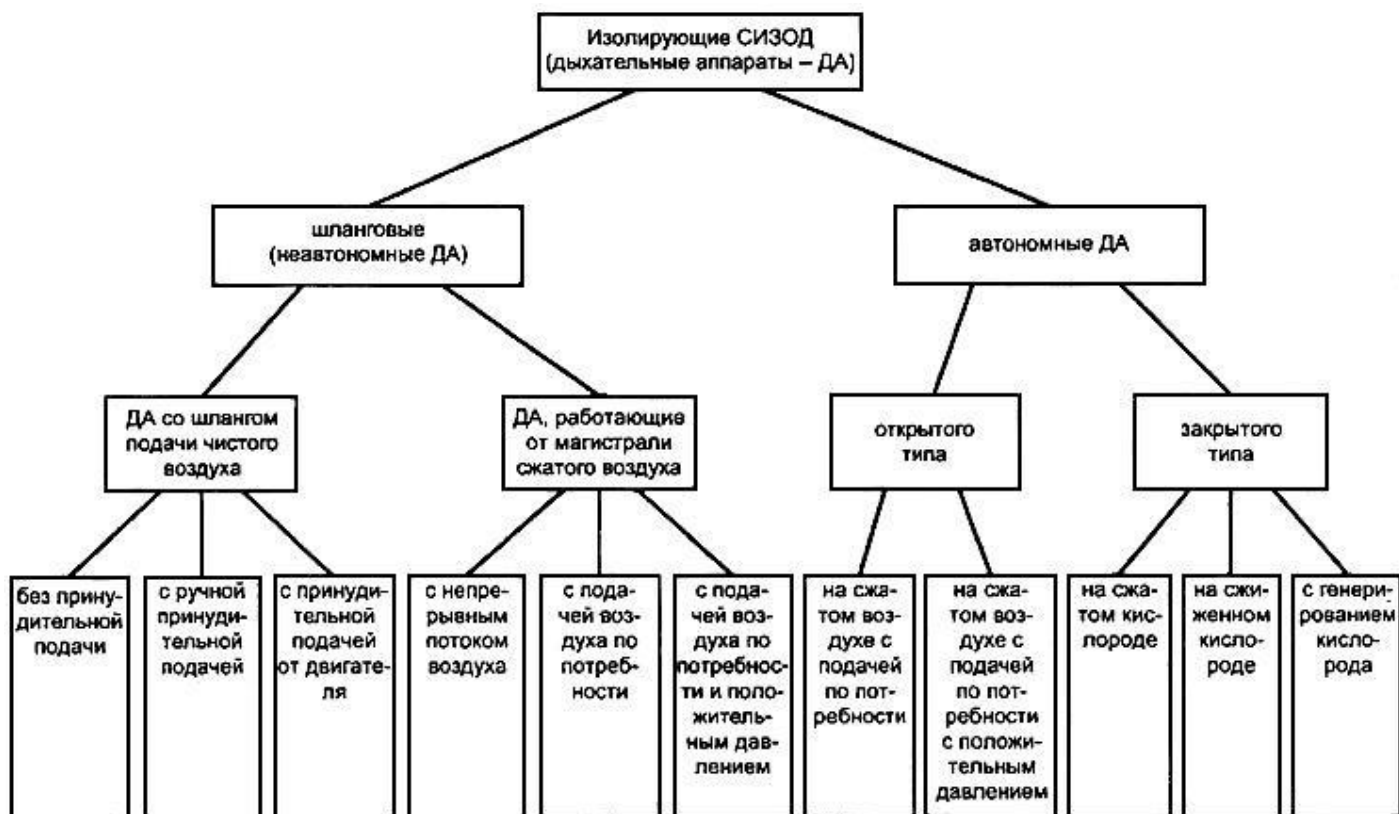 Изолирующие СИЗОД
(дыхательные аппараты – ДА)
шланговые
(неавтономные ДА)
автономные ДА
ДА со шлангом
подачи чистого
воздуха
ДА, работающие
от магистрали
сжатого воздуха
открытого
типа
закрытого
типа
без прину-
дительной
подачи
с ручной
принуди-
тельной
подачей
с принуди-
тельной
подачей
от двигате-
ля
с непре-
рывным
потоком
воздуха
с пода-
чей воз-
духа по
потреб-
ности
с пода-
чей воз-
духа по
потребнос-
ти и поло-
житель-
ным дав-
лением
на сжа-
том воз-
духе с
подачей
по пот-
ребности
на сжа-
том воз-
духе с
подачей
по пот-
ребности
с положи-
тельным
давлением
на сжа-
том кис-
лороде
на сжи-
женном
кисло-
роде
с генери-
рованием
кисло-
рода